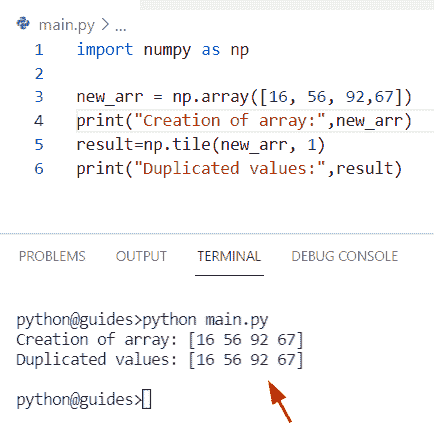 main.py > ...
1 import numpy as np
2
3 new_arr = np.array([16, 56, 92,67])
4 print("Creation of array:",new_arr)
5 result=np.tile(new_arr, 1)
6 print("Duplicated values:",result)
PROBLEMS OUTPUT TERMINAL DEBUG CONSOLE
python@guides>python main.py
Creation of array: [16 56 92 67]
Duplicated values: [16 56 92 67]
python@guides>